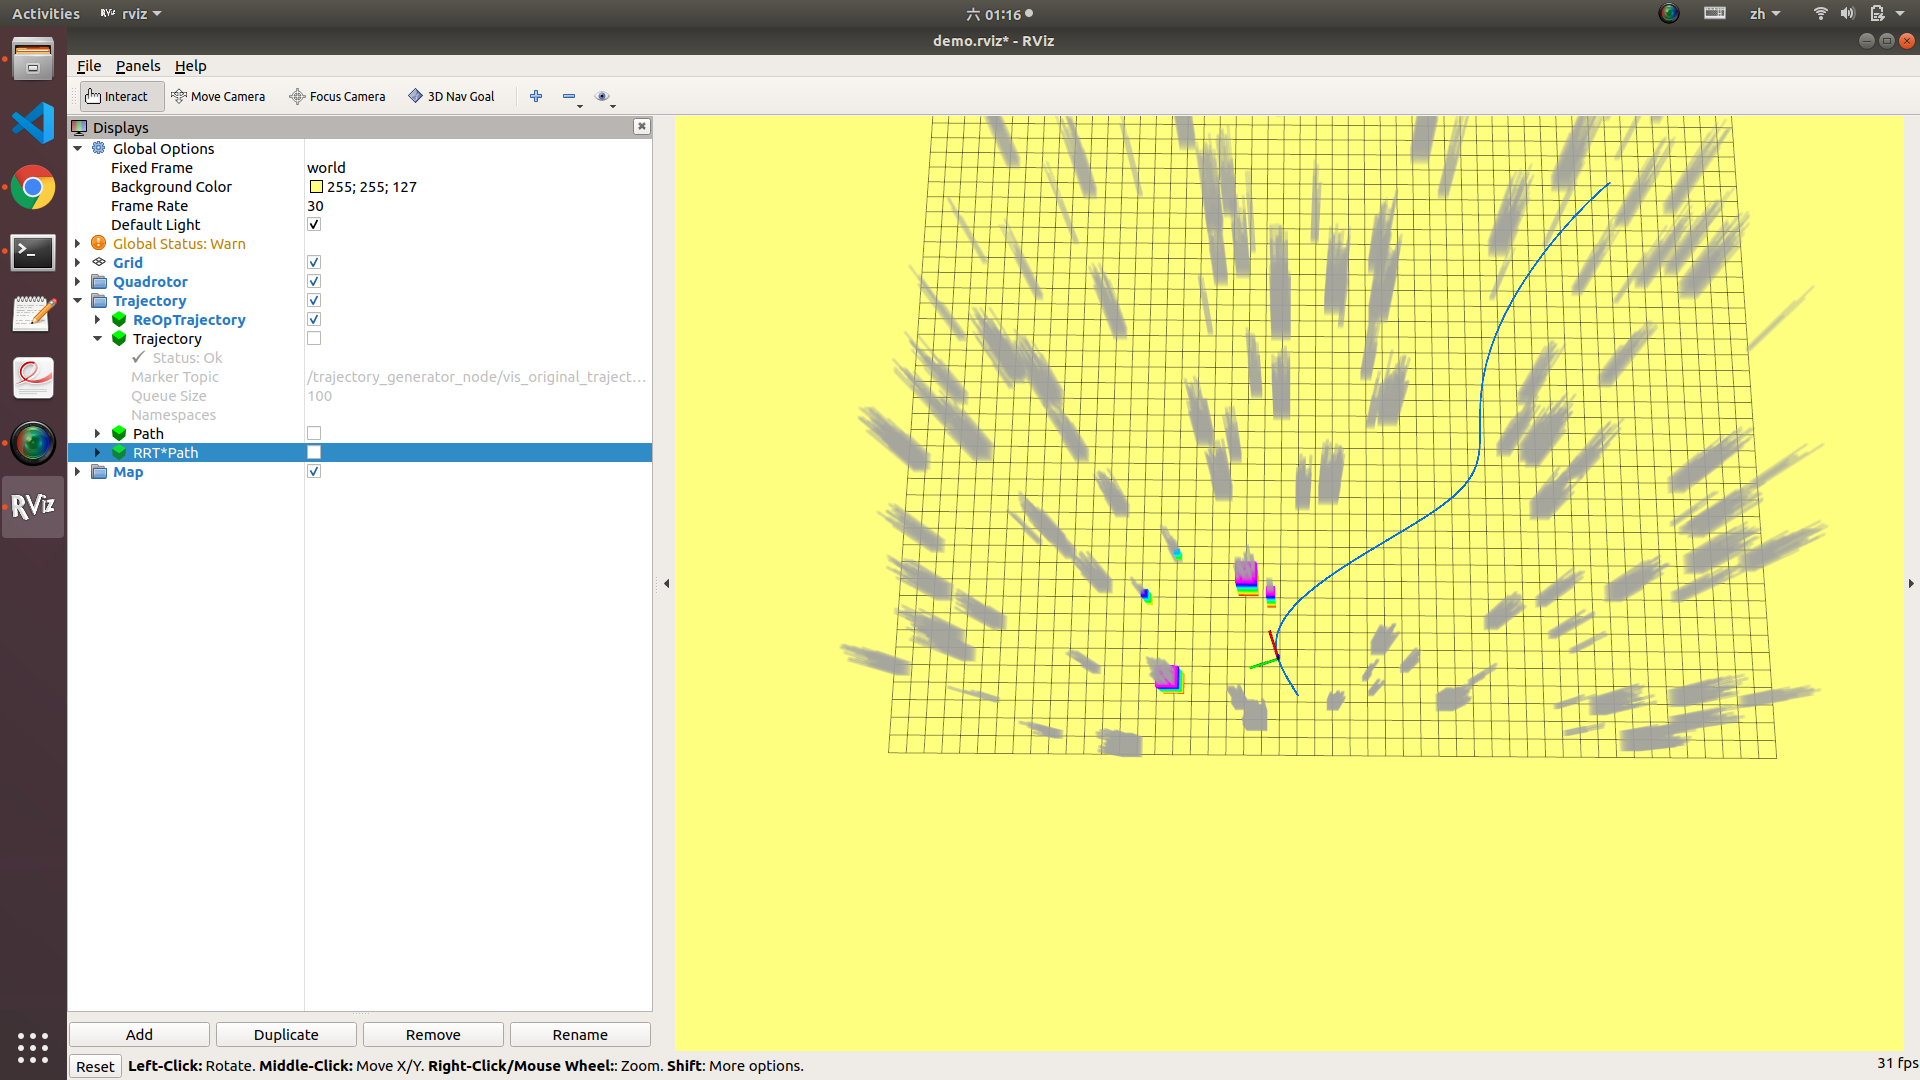 Activities rviz 六 01:16 zh
demo.rviz* - RViz
File Panels Help
Interact Move Camera Focus Camera 3D Nav Goal
Displays
Global Options
Fixed Frame world
Background Color 255; 255; 127
Frame Rate 30
Default Light
Global Status: Warn
Grid
Quadrotor
Trajectory
ReOpTrajectory
Trajectory
Status: Ok
Marker Topic /trajectory_generator_node/vis_original_traject...
Queue Size 100
Namespaces
Path
RRT*Path
Map
RViz
Add Duplicate Remove Rename
Reset Left-Click: Rotate. Middle-Click: Move X/Y. Right-Click/Mouse Wheel:: Zoom. Shift: More options. 31 fps